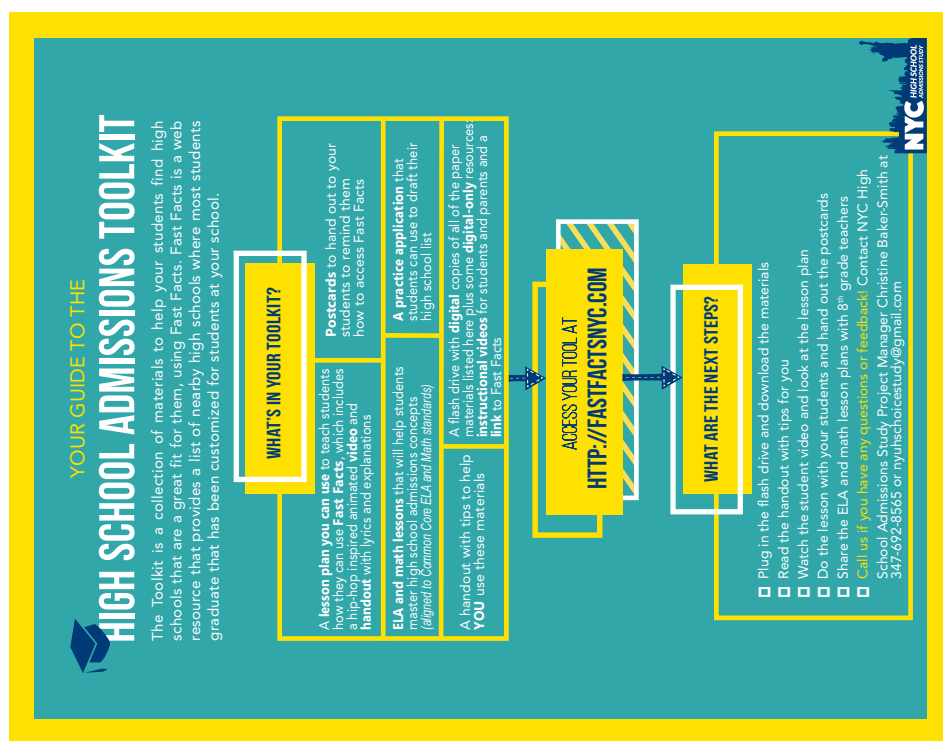 YOUR GUIDE TO THE
HIGH SCHOOL ADMISSIONS TOOLKIT
The Toolkit is a collection of materials to help your students find high
schools that are a great fit for them, using Fast Facts. Fast Facts is a web
resource that provides a list of nearby high schools where most students
graduate that has been customized for students at your school.
WHAT'S IN YOUR TOOLKIT?
A lesson plan you can use to teach students
how they can use Fast Facts, which includes
a hip-hop inspired animated video and
handout with lyrics and explanations
Postcards to hand out to your
students to remind them
how to access Fast Facts
ELA and math lessons that will help students
master high school admissions concepts
(aligned to Common Core ELA and Math standards)
A practice application that
students can use to draft their
high school list
A handout with tips to help
YOU use these materials
A flash drive with digital copies of all of the paper
materials listed here plus some digital-only resources:
instructional videos for students and parents and a
link to Fast Facts
ACCESS YOUR TOOL AT
HTTP://FASTFACTSNYC.COM
WHAT ARE THE NEXT STEPS?
Plug in the flash drive and download the materials
Read the handout with tips for you
Watch the student video and look at the lesson plan
Do the lesson with your students and hand out the postcards
Share the ELA and math lesson plans with 8th grade teachers
Call us if you have any questions or feedback! Contact NYC High
School Admissions Study Project Manager Christine Baker-Smith at
347-672-8565 or nyuhschoicestudy@gmail.com
NYC HIGH SCHOOL
ADMISSIONS STUDY